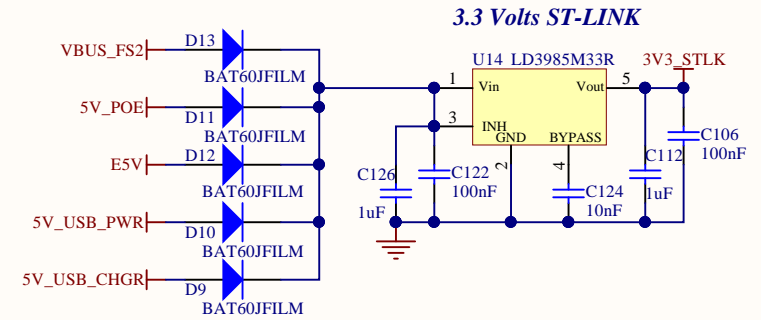 3.3 Volts ST-LINK
VBUS_FS2
D13
BAT60JFILM
5V_POE
D11
BAT60JFILM
E5V
D12
BAT60JFILM
5V_USB_PWR
D10
BAT60JFILM
5V_USB_CHGR
D9
BAT60JFILM
U14 LD3985M33R
1 Vin
Vout 5
3 INH
GND
2
BYPASS
4
3V3_STLK
C126
1uF
C122
100nF
C124
10nF
C112
1uF
C106
100nF